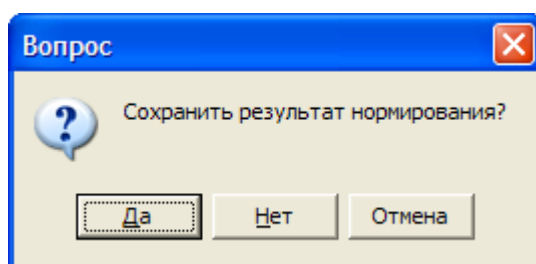 Вопрос
Сохранить результат нормирования?
Да
Нет
Отмена